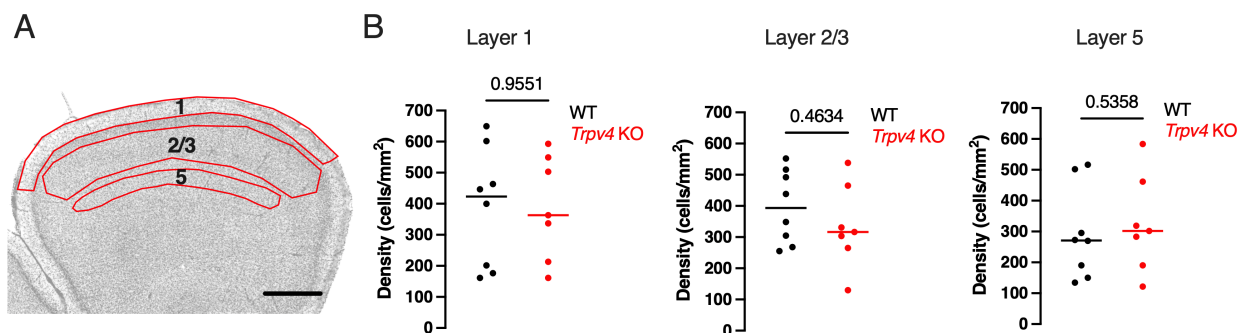 A
1
2/3
5
B
Layer 1
0.9551
WT
Trpv4 KO
Density (cells/mm²)
700
600
500
400
300
200
100
0
Layer 2/3
0.4634
WT
Trpv4 KO
Density (cells/mm²)
700
600
500
400
300
200
100
0
Layer 5
0.5358
WT
Trpv4 KO
Density (cells/mm²)
700
600
500
400
300
200
100
0